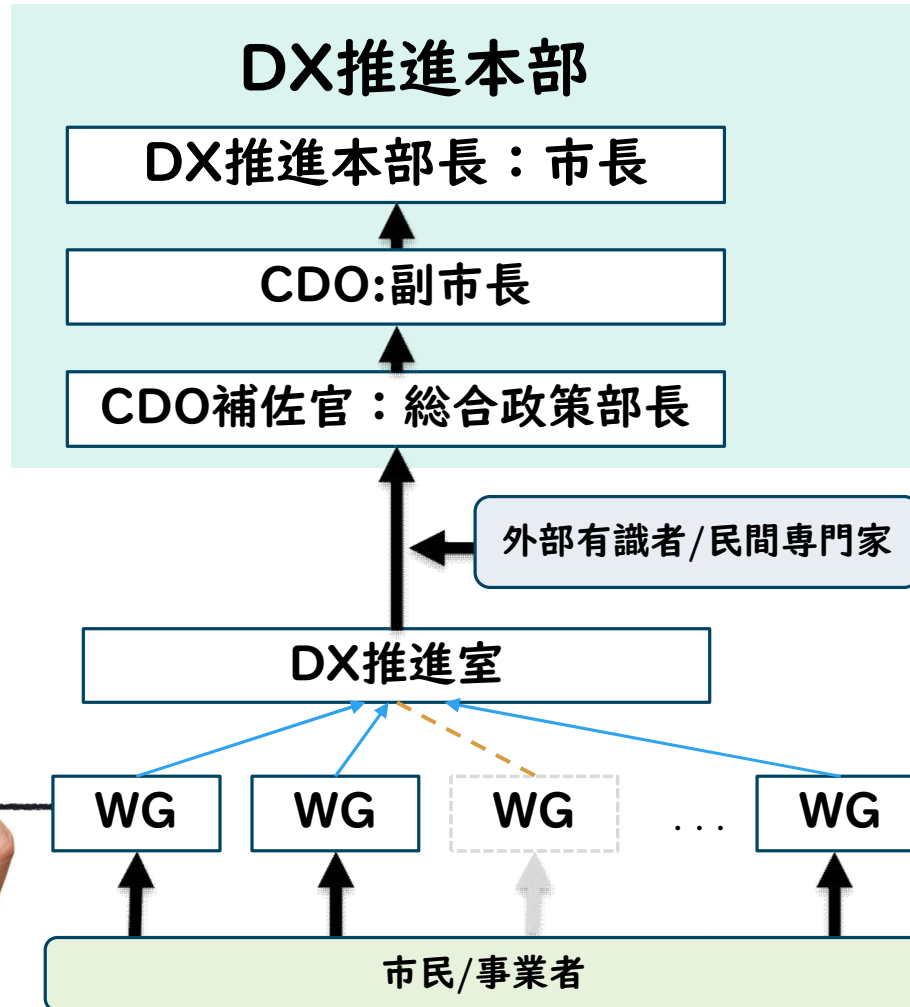 DX推進本部
DX推進本部長：市長
CDO:副市長
CDO補佐官：総合政策部長
外部有識者/民間専門家
DX推進室
WG WG WG ... WG
市民/事業者